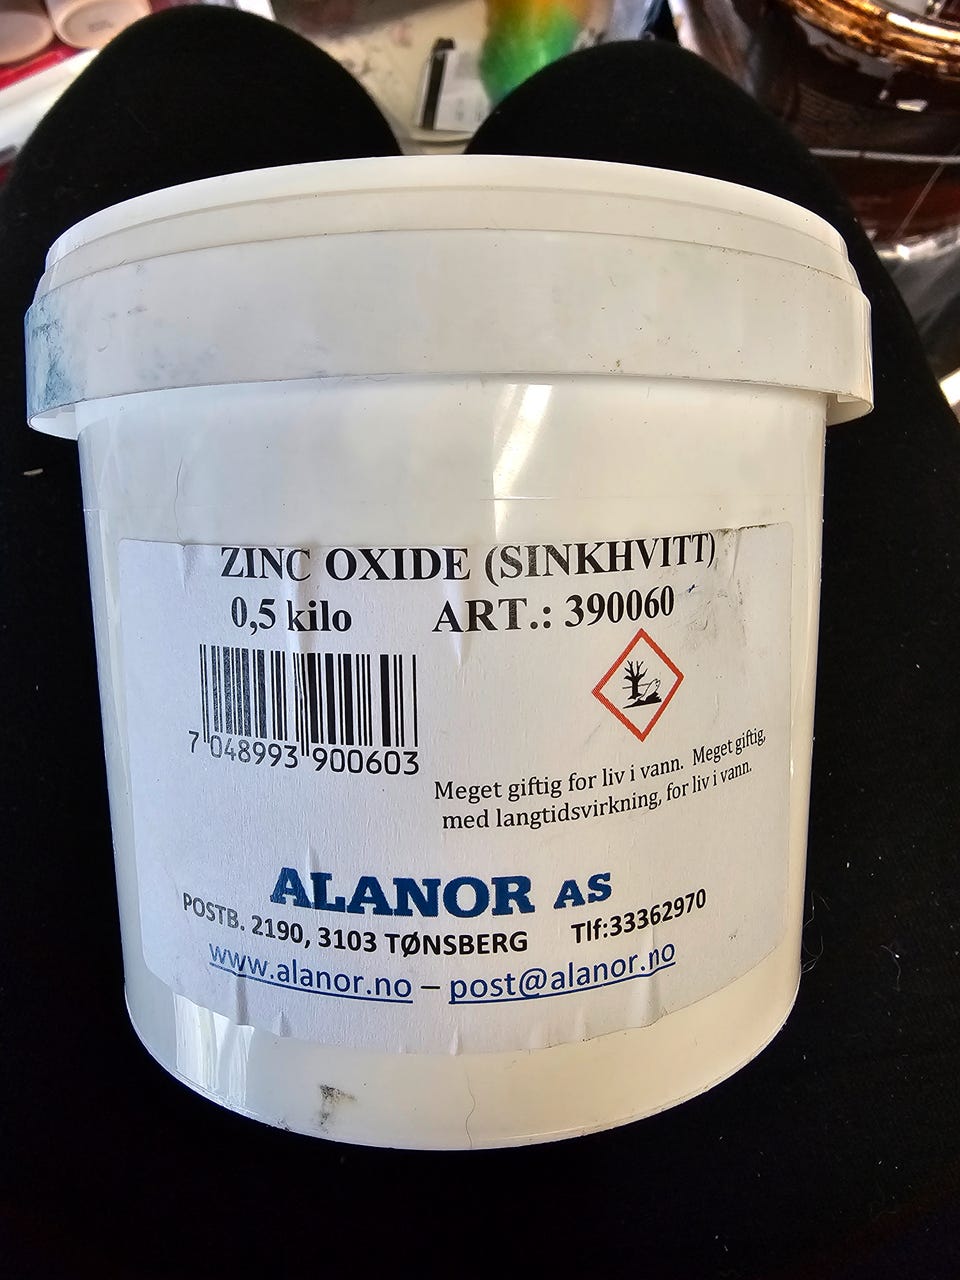 ZINC OXIDE (SINKHVITT)
0,5 kilo ART.: 390060
7 048993 900603
Meget giftig for liv i vann. Meget giftig,
med langtidsvirkning, for liv i vann.
ALANOR AS
POSTB. 2190, 3103 TØNSBERG Tlf:33362970
www.alanor.no – post@alanor.no